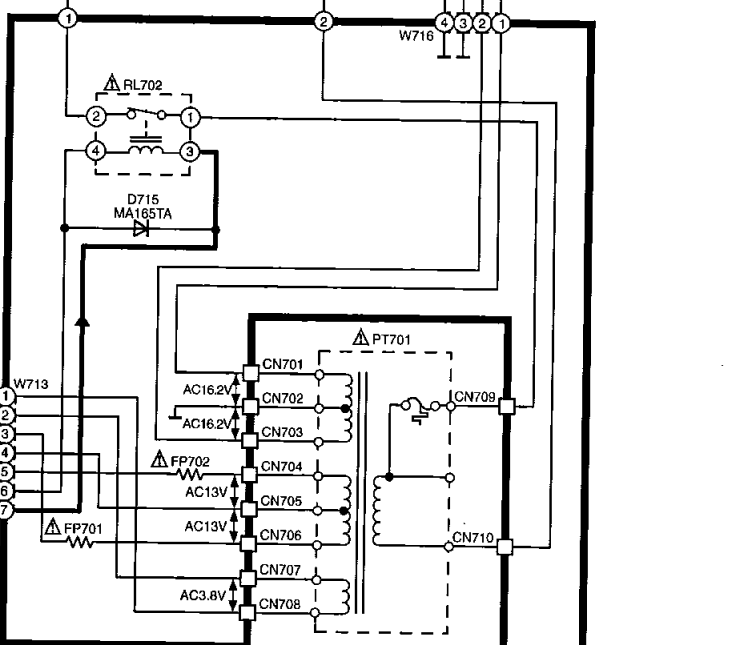 1
2
4 3 2 1
W716
RL702
2 1
4 3
D715
MA165TA
PT701
CN701
W713
AC16.2V
CN702
CN709
1
2
AC16.2V
CN703
3
4
FP702
CN704
5
AC13V
6
CN705
7
AC13V
FP701
CN706
CN710
CN707
AC3.8V
CN708